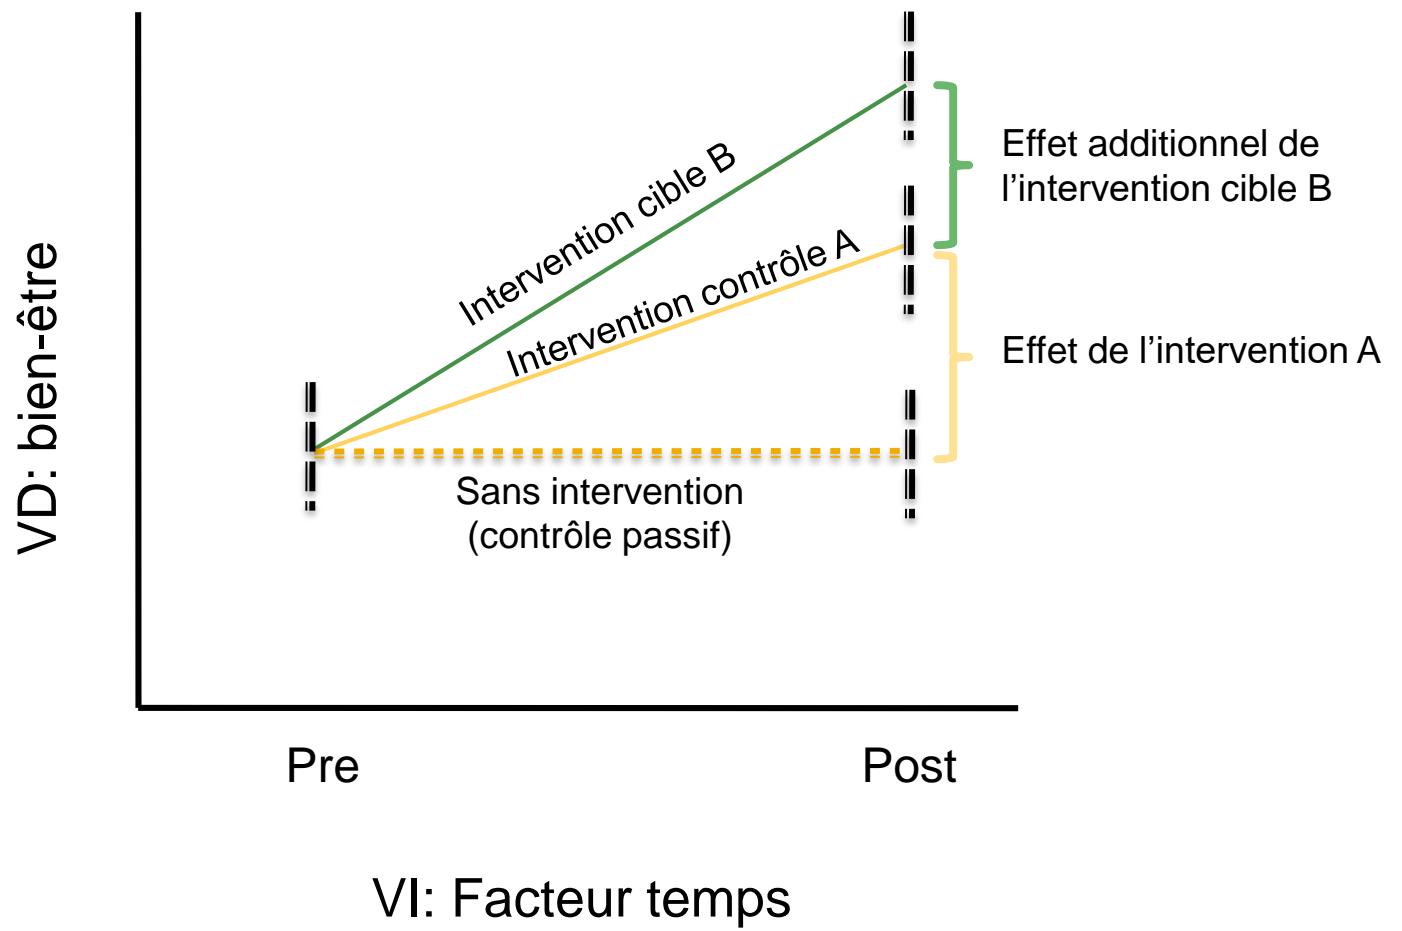 VD: bien-être
Intervention cible B
Intervention contrôle A
Sans intervention
(contrôle passif)
Effet additionnel de
l’intervention cible B
Effet de l’intervention A
Pre
Post
VI: Facteur temps